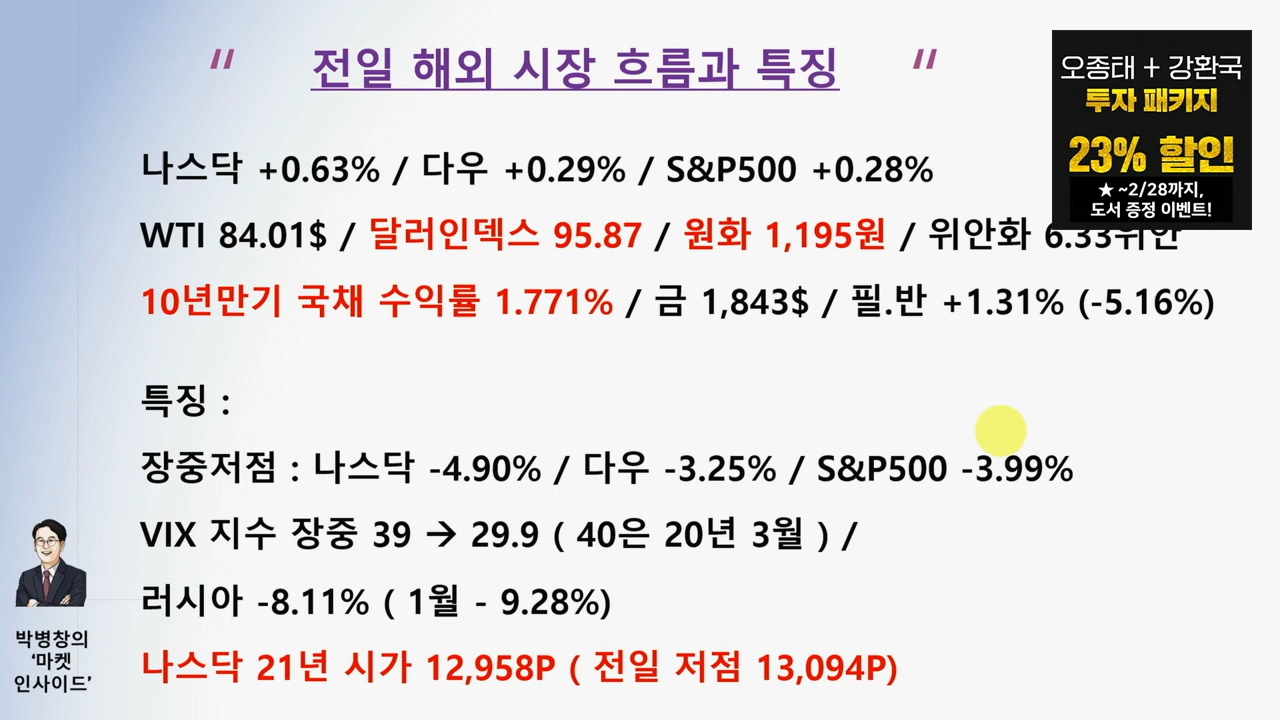 " 전일 해외 시장 흐름과 특징 "
오종태 + 강환국
투자 패키지
23% 할인
★ ~2/28까지,
도서 증정 이벤트!
나스닥 +0.63% / 다우 +0.29% / S&P500 +0.28%
WTI 84.01$ / 달러인덱스 95.87 / 원화 1,195원 / 위안화 6.33위안
10년만기 국채 수익률 1.771% / 금 1,843$ / 필.반 +1.31% (-5.16%)
특징 :
장중저점 : 나스닥 -4.90% / 다우 -3.25% / S&P500 -3.99%
VIX 지수 장중 39 → 29.9 ( 40은 20년 3월 ) /
러시아 -8.11% ( 1월 - 9.28%)
나스닥 21년 시가 12,958P ( 전일 저점 13,094P)
박병창의
‘마켓
인사이드’